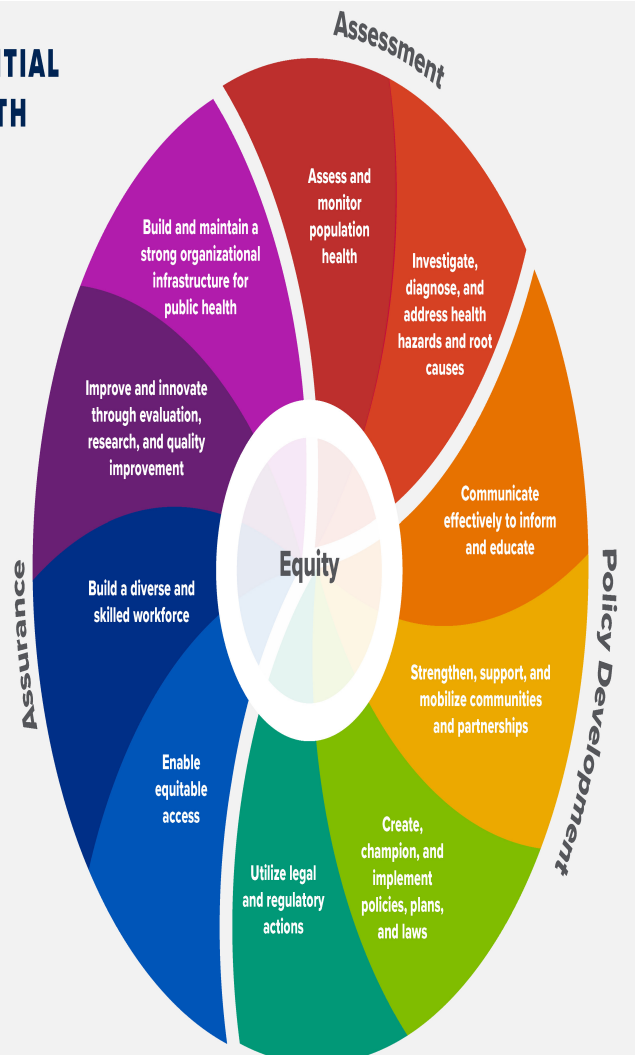 TIAL
TH
Assessment
Assess and
monitor
population
health
Investigate,
diagnose, and
address health
hazards and root
causes
Communicate
effectively to inform
and educate
Strengthen, support, and
mobilize communities
and partnerships
Create,
champion, and
implement
policies, plans,
and laws
Utilize legal
and regulatory
actions
Enable
equitable
access
Build a diverse and
skilled workforce
Improve and innovate
through evaluation,
research, and quality
improvement
Build and maintain a
strong organizational
infrastructure for
public health
Equity
Policy Development
Assurance